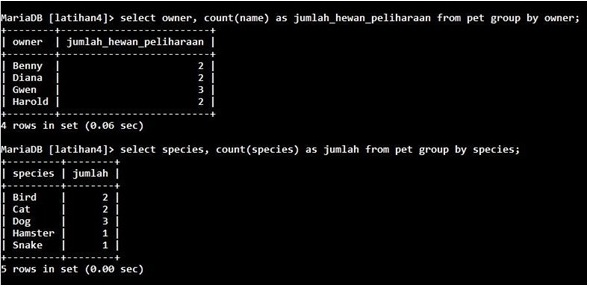 MariaDB [latihan4]> select owner, count(name) as jumlah_hewan_peliharaan from pet group by owner;
+--------+-------------------------+
| owner | jumlah_hewan_peliharaan |
+--------+-------------------------+
| Benny | 2 |
| Diana | 2 |
| Gwen | 3 |
| Harold | 2 |
+--------+-------------------------+
4 rows in set (0.06 sec)
MariaDB [latihan4]> select species, count(species) as jumlah from pet group by species;
+---------+--------+
| species | jumlah |
+---------+--------+
| Bird | 2 |
| Cat | 2 |
| Dog | 3 |
| Hamster | 1 |
| Snake | 1 |
+---------+--------+
5 rows in set (0.00 sec)